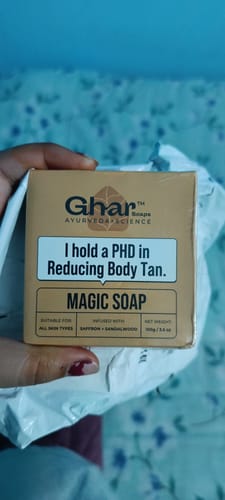 Ghar™
Soaps
AYURVEDA+SCIENCE
I hold a PHD in
Reducing Body Tan.
MAGIC SOAP
SUITABLE FOR INFUSED WITH NET WEIGHT
ALL SKIN TYPES SAFFRON + SANDALWOOD 100g / 3.4 oz